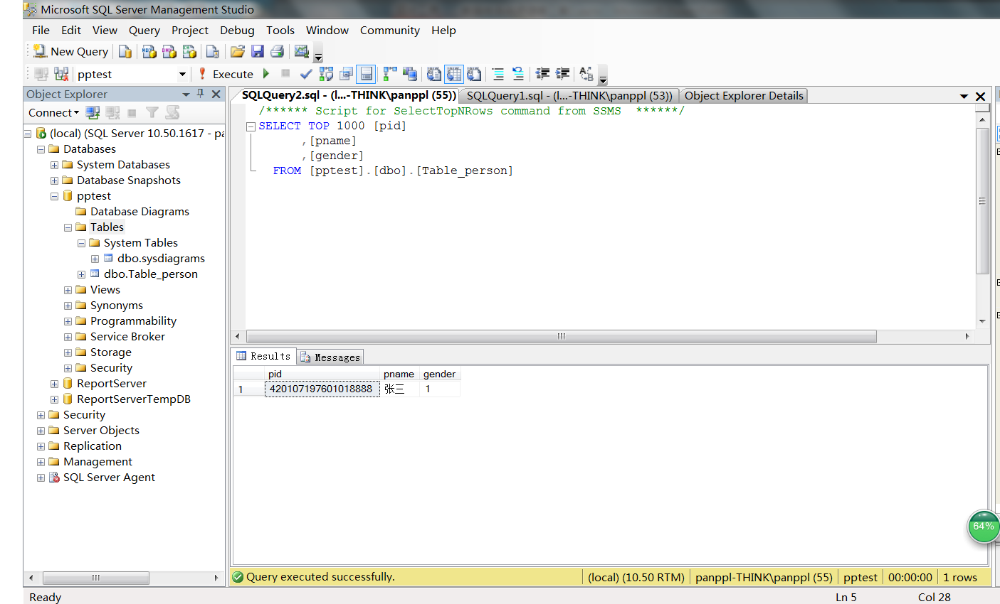 Microsoft SQL Server Management Studio
File Edit View Query Project Debug Tools Window Community Help
New Query
pptest Execute
Object Explorer
Connect
(local) (SQL Server 10.50.1617 - pa
Databases
System Databases
Database Snapshots
pptest
Database Diagrams
Tables
System Tables
dbo.sysdiagrams
dbo.Table_person
Views
Synonyms
Programmability
Service Broker
Storage
Security
ReportServer
ReportServerTempDB
Security
Server Objects
Replication
Management
SQL Server Agent
SQLQuery2.sql - (l...-THINK\panppl (55)) SQLQuery1.sql - (l...-THINK\panppl (53)) Object Explorer Details
/****** Script for SelectTopNRows command from SSMS ******/
SELECT TOP 1000 [pid]
,[pname]
,[gender]
FROM [pptest].[dbo].[Table_person]
Results Messages
pid pname gender
1 420107197601018888 张三 1
64%
Query executed successfully. (local) (10.50 RTM) panppl-THINK\panppl (55) pptest 00:00:00 1 rows
Ready Ln 5 Col 28